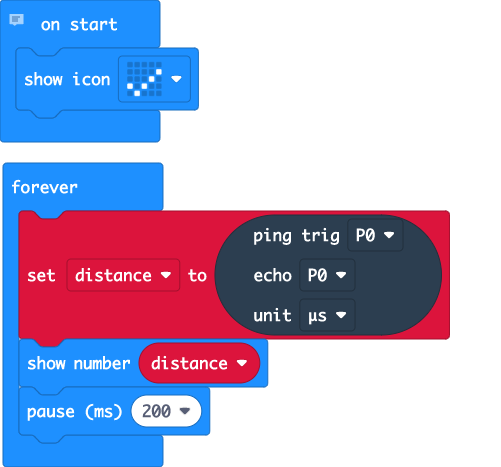 on start
show icon
forever
ping trig P0
set distance to echo P0
unit µs
show number distance
pause (ms) 200